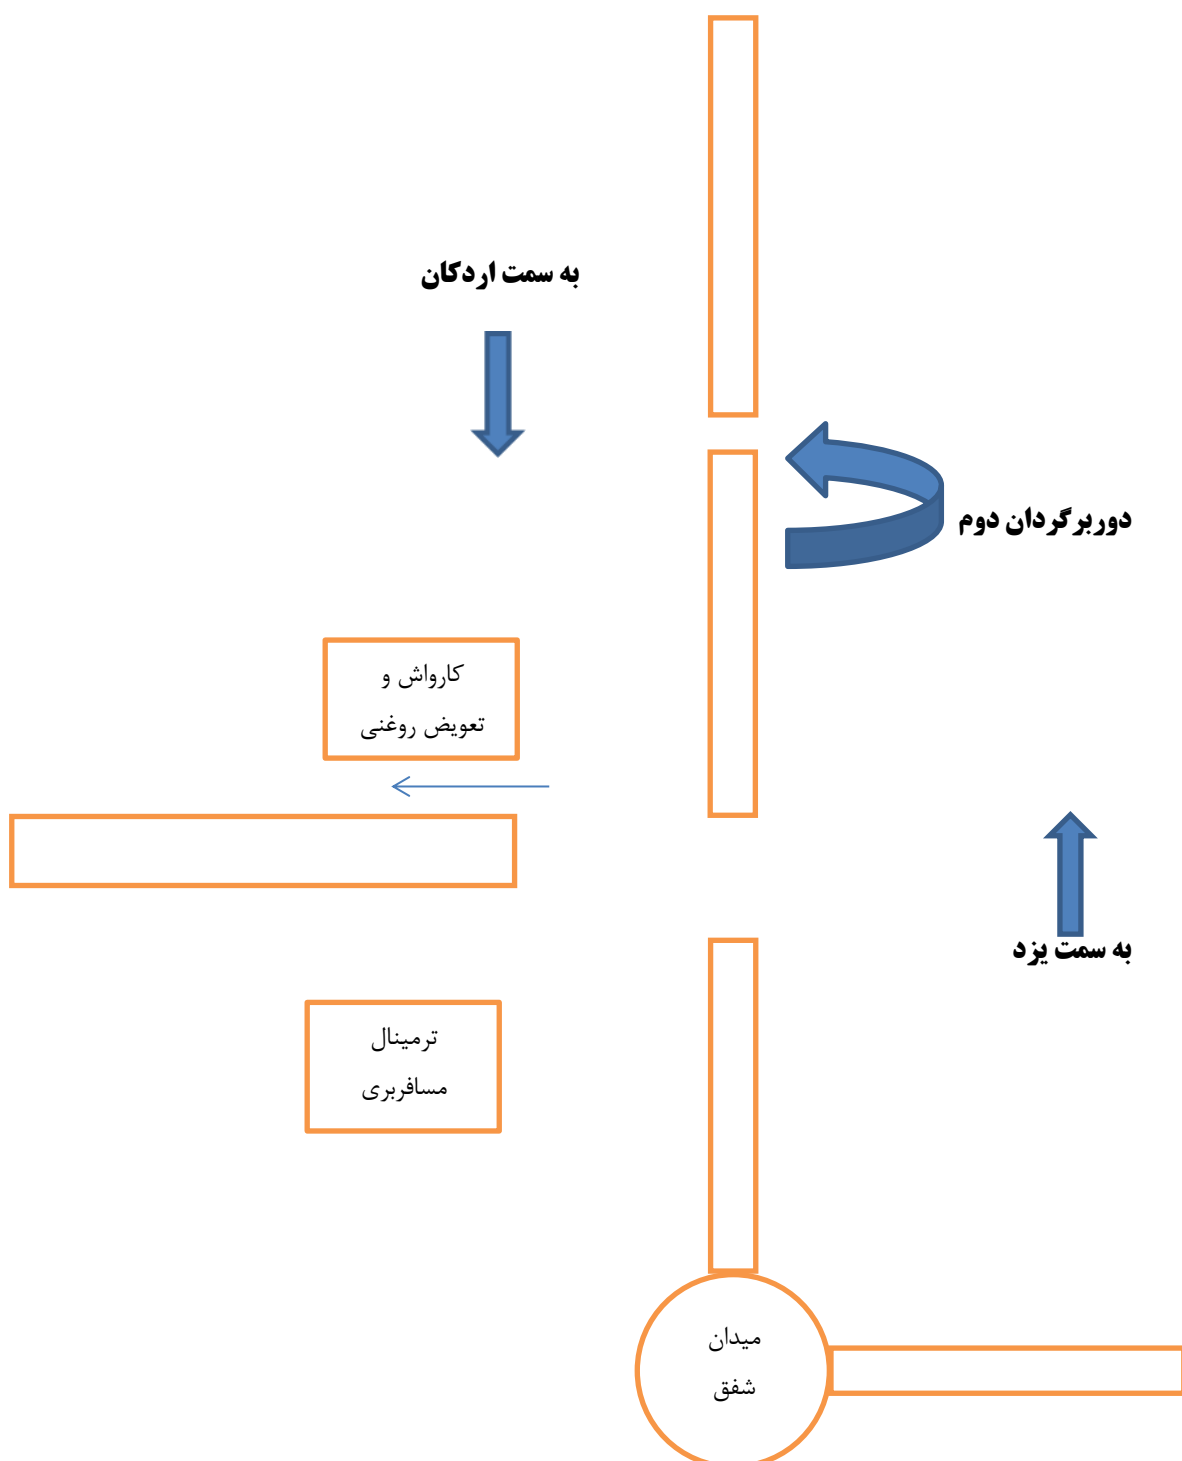 به سمت اردکان
دوربرگردان دوم
کارواش و
تعویض روغنی
به سمت یزد
ترمینال
مسافربری
میدان
شفق